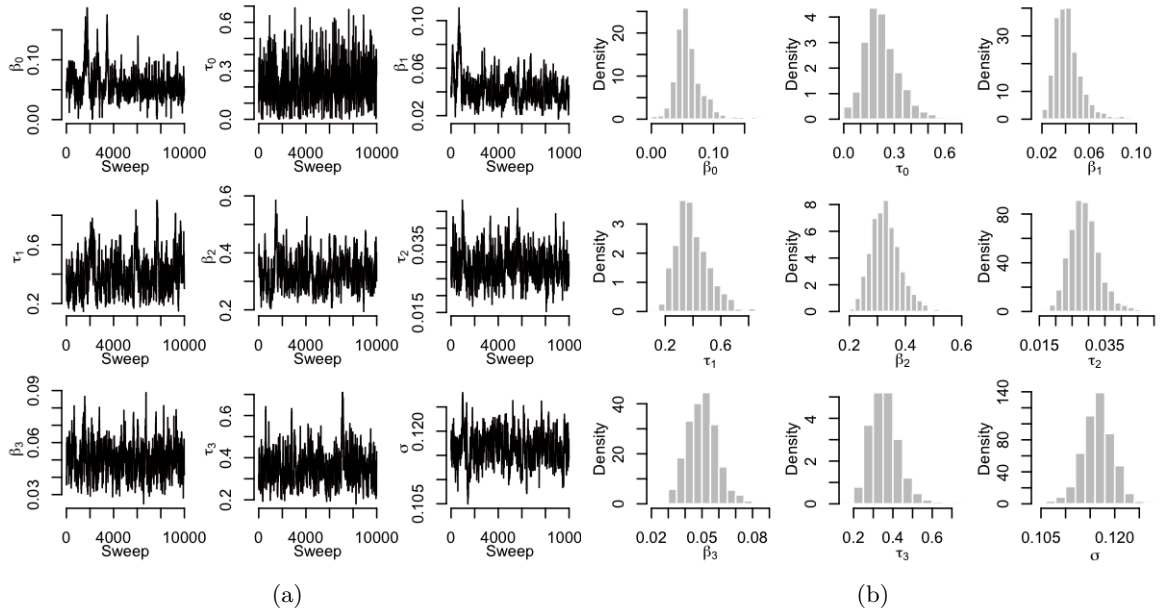 β0
0.00 0.10
0 4000 10000
Sweep
τ0
0.0 0.3 0.6
0 4000 10000
Sweep
β1
0.02 0.06 0.10
0 4000 1000
Sweep
Density
0 10 20
0.00 0.10
β0
Density
0 1 2 3 4
0.0 0.3 0.6
τ0
Density
0 10 20 30 40
0.02 0.06 0.10
β1
τ1
0.2 0.6
0 4000 10000
Sweep
β2
0.2 0.4 0.6
0 4000 10000
Sweep
τ2
0.015 0.035
0 4000 1000
Sweep
Density
0 1 2 3
0.2 0.6
τ1
Density
0 2 4 6 8
0.2 0.4 0.6
β2
Density
0 40 80
0.015 0.035
τ2
β3
0.03 0.06 0.09
0 4000 10000
Sweep
τ3
0.2 0.4 0.6
0 4000 10000
Sweep
σ
0.105 0.120
0 4000 1000
Sweep
Density
0 20 40
0.02 0.05 0.08
β3
Density
0 2 4
0.2 0.4 0.6
τ3
Density
0 40 80 140
0.105 0.120
σ
(a)
(b)